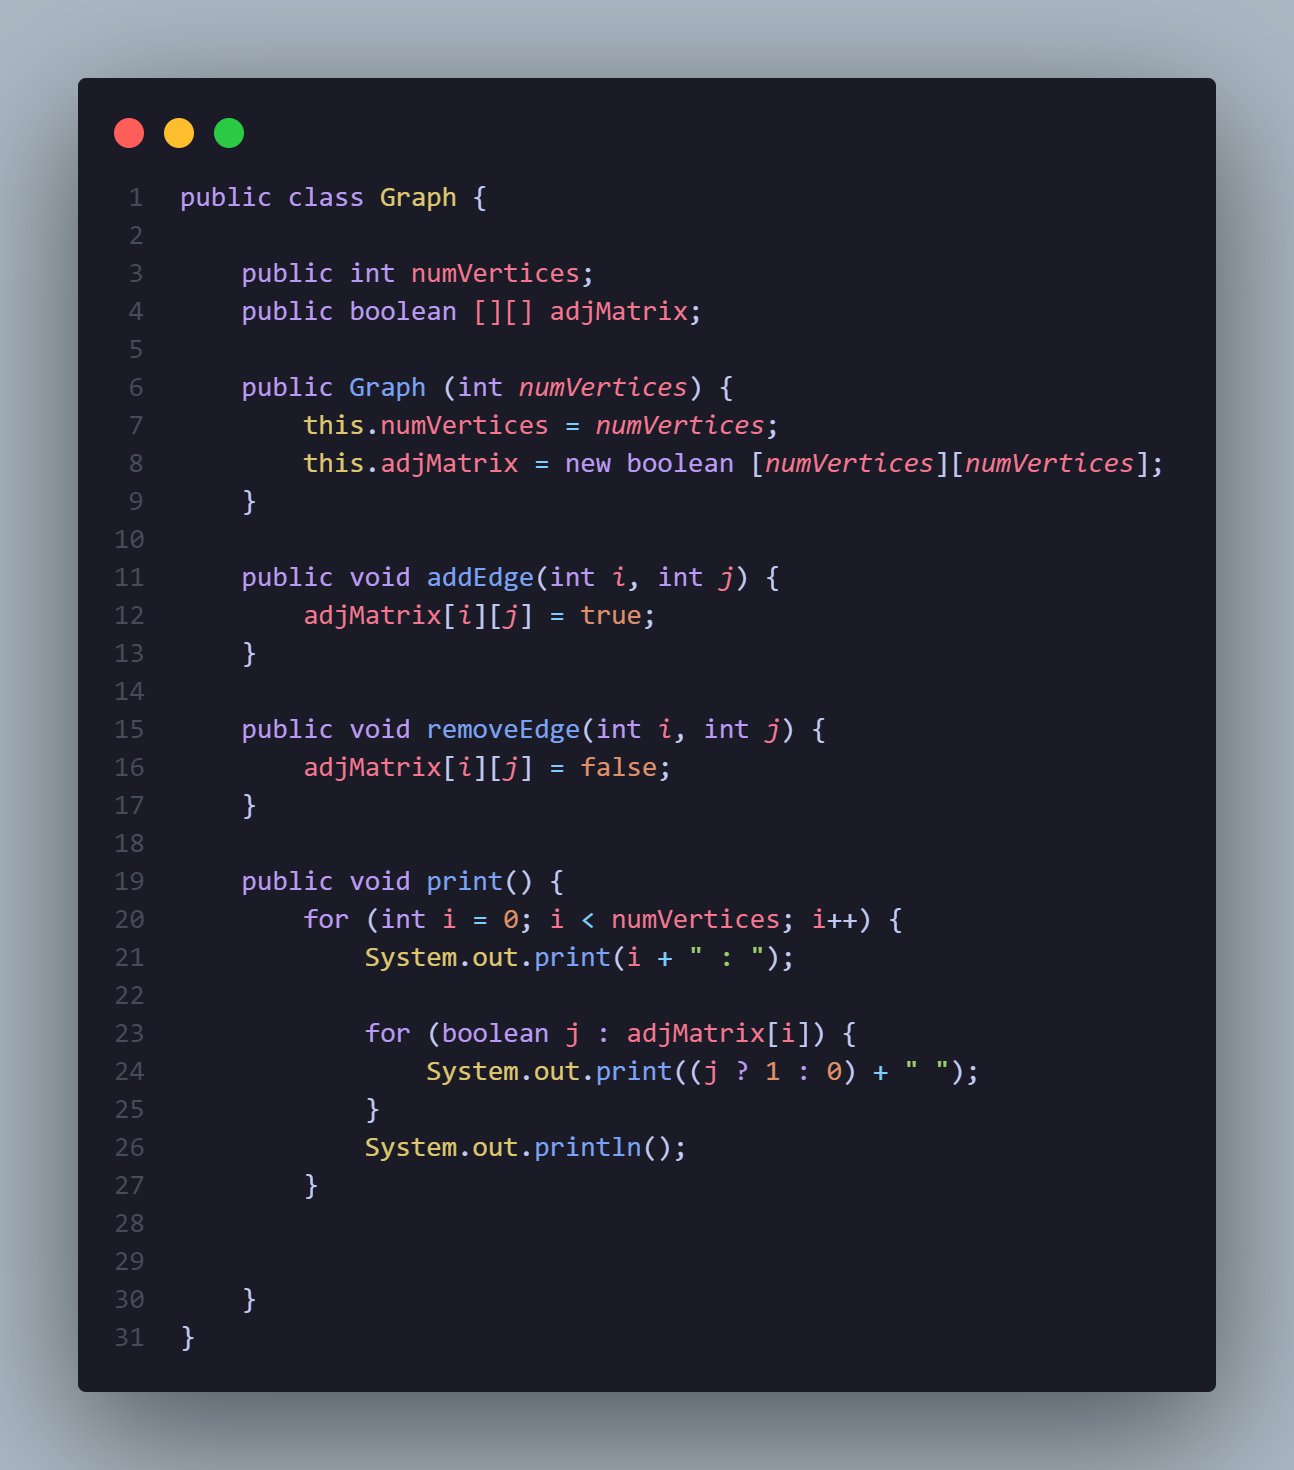 1 public class Graph {
2
3     public int numVertices;
4     public boolean [][] adjMatrix;
5
6     public Graph (int numVertices) {
7         this.numVertices = numVertices;
8         this.adjMatrix = new boolean [numVertices][numVertices];
9     }
10
11     public void addEdge(int i, int j) {
12         adjMatrix[i][j] = true;
13     }
14
15     public void removeEdge(int i, int j) {
16         adjMatrix[i][j] = false;
17     }
18
19     public void print() {
20         for (int i = 0; i < numVertices; i++) {
21             System.out.print(i + " : ");
22
23             for (boolean j : adjMatrix[i]) {
24                 System.out.print((j ? 1 : 0) + " ");
25             }
26             System.out.println();
27         }
28
29
30     }
31 }